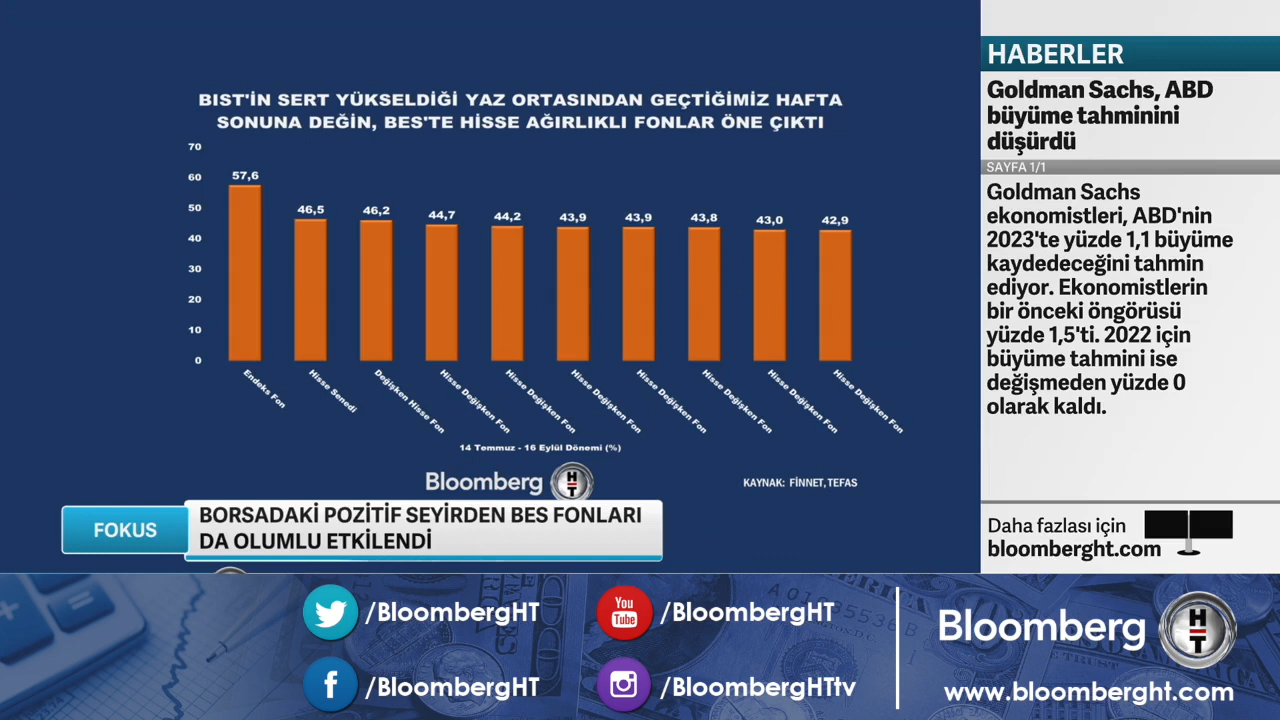 BIST'İN SERT YÜKSELDİĞİ YAZ ORTASINDAN GEÇTİĞİMİZ HAFTA
SONUNA DEĞİN, BES'TE HİSSE AĞIRLIKLI FONLAR ÖNE ÇIKTI
70
60
50
40
30
20
10
0
57,6
46,5
46,2
44,7
44,2
43,9
43,9
43,8
43,0
42,9
Endeks Fon
Hisse Senedi
Değişken Hisse Fon
Hisse Değişken Fon
Hisse Değişken Fon
Hisse Değişken Fon
Hisse Değişken Fon
Hisse Değişken Fon
Hisse Değişken Fon
Hisse Değişken Fon
14 Temmuz - 16 Eylül Dönemi (%)
Bloomberg HT
KAYNAK: FİNNET, TEFAS
FOKUS
BORSADAKİ POZİTİF SEYİRDEN BES FONLARI
DA OLUMLU ETKİLENDİ
HABERLER
Goldman Sachs, ABD
büyüme tahminini
düşürdü
SAYFA 1/1
Goldman Sachs
ekonomistleri, ABD'nin
2023'te yüzde 1,1 büyüme
kaydedeceğini tahmin
ediyor. Ekonomistlerin
bir önceki öngörüsü
yüzde 1,5'ti. 2022 için
büyüme tahmini ise
değişmeden yüzde 0
olarak kaldı.
Daha fazlası için
bloomberght.com
/BloombergHT
You Tube /BloombergHT
/BloombergHT
/BloombergHTtv
Bloomberg HT
www.bloomberght.com